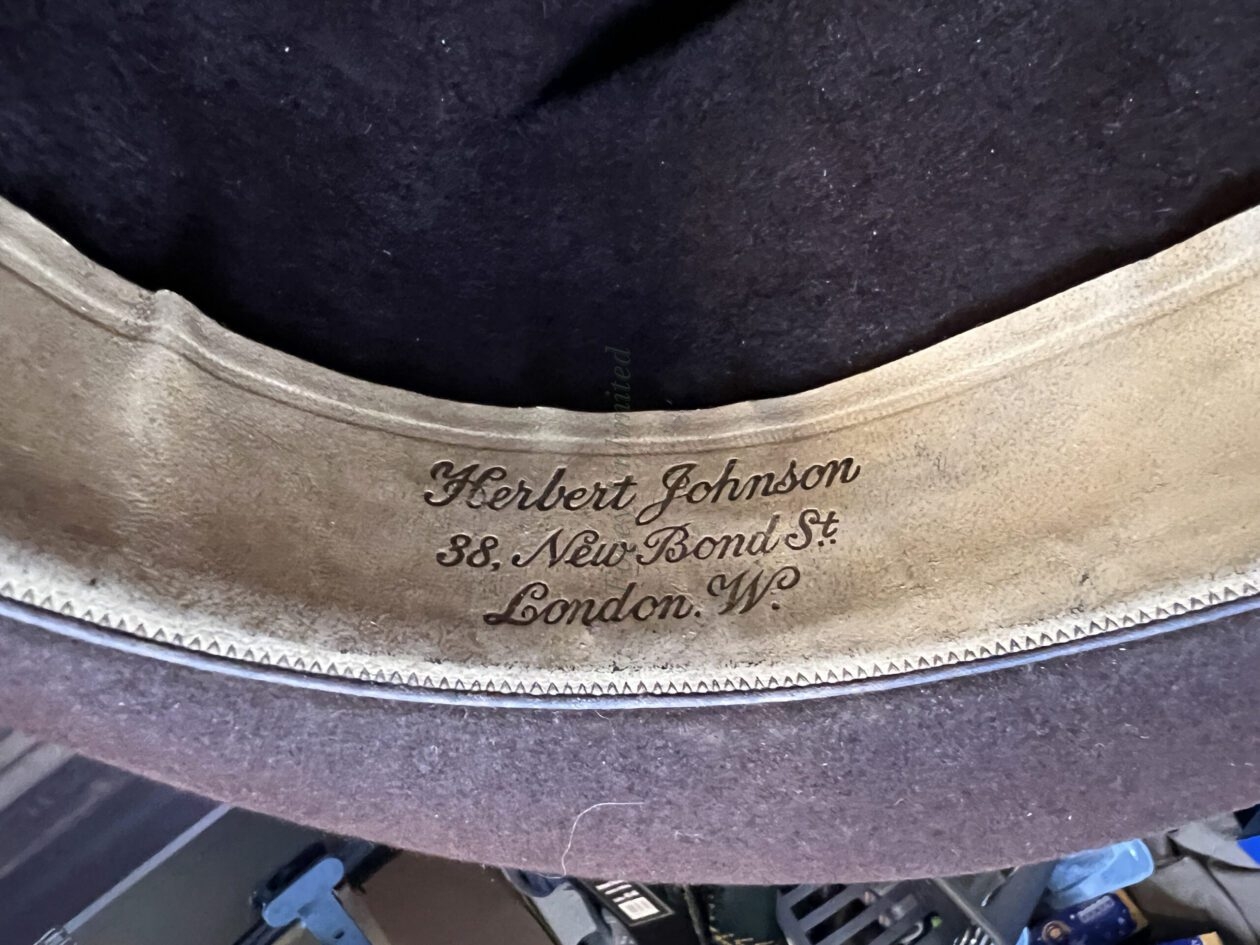 Herbert Johnson
38, New Bond St.
London. W.